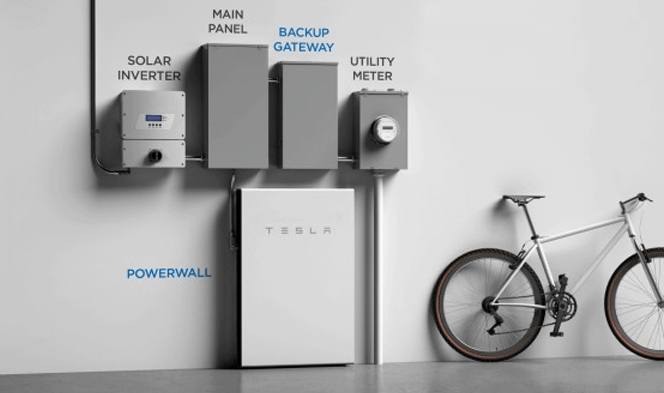 MAIN
PANEL
BACKUP
GATEWAY
SOLAR
INVERTER
UTILITY
METER
TESLA
POWERWALL